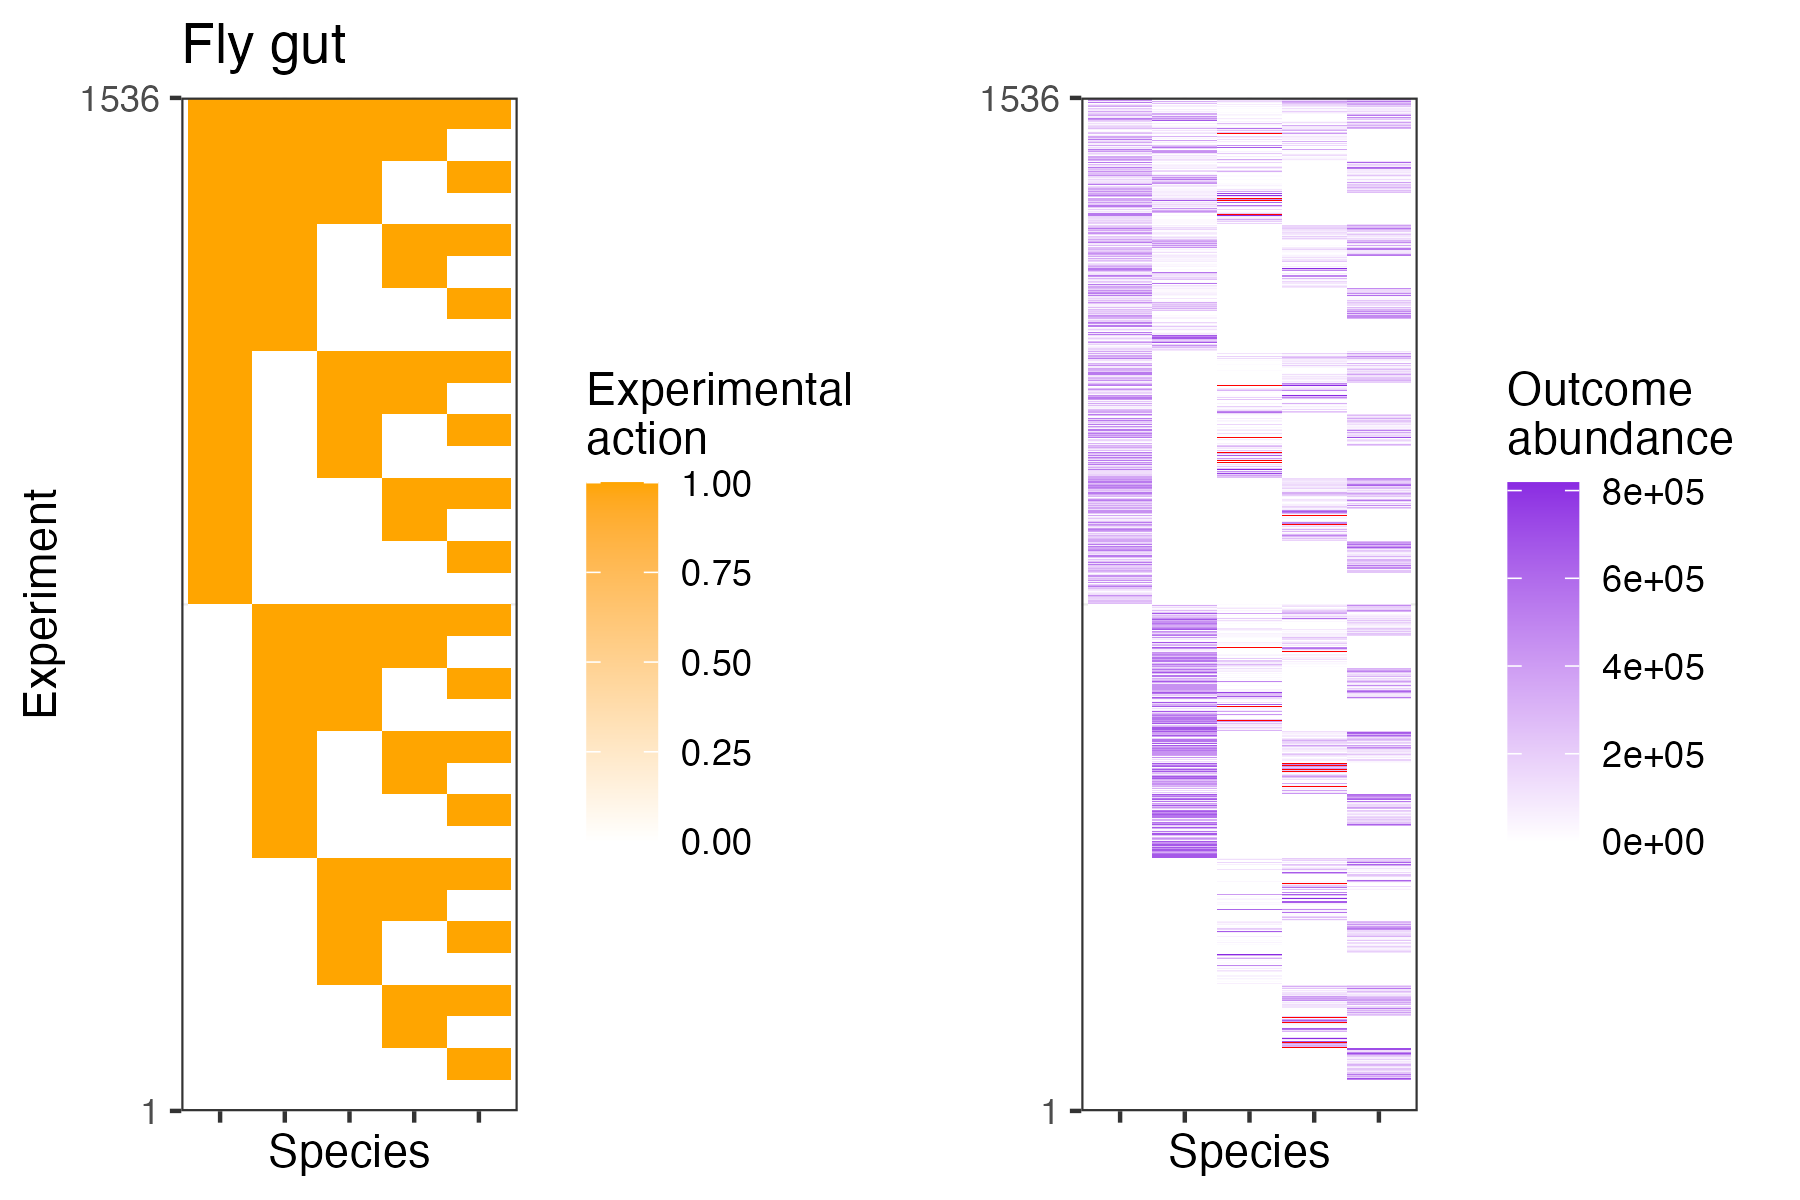 Fly gut
1536
Experiment
1
Species
Experimental
action
1.00
0.75
0.50
0.25
0.00
1536
1
Species
Outcome
abundance
8e+05
6e+05
4e+05
2e+05
0e+00